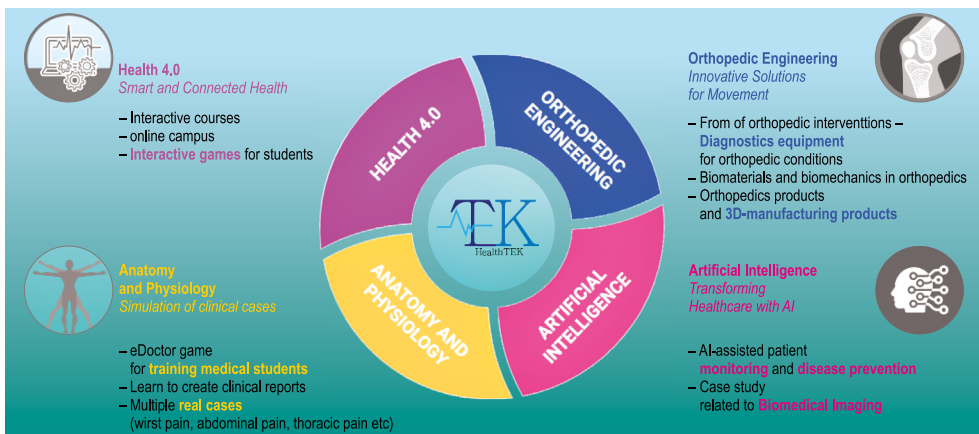 Health 4.0
Smart and Connected Health
– Interactive courses
– online campus
– Interactive games for students
HEALTH 4.0
ORTHOPEDIC
ENGINEERING
Orthopedic Engineering
Innovative Solutions
for Movement
– From of orthopedic interventtions –
Diagnostics equipment
for orthopedic conditions
– Biomaterials and biomechanics in orthopedics
– Orthopedics products
and 3D-manufacturing products
TEK
HealthTEK
Anatomy
and Physiology
Simulation of clinical cases
– eDoctor game
for training medical students
– Learn to create clinical reports
– Multiple real cases
(wirst pain, abdominal pain, thoracic pain etc)
ANATOMY AND
PHYSIOLOGY
ARTIFICIAL
INTELLIGENCE
Artificial Intelligence
Transforming
Healthcare with AI
– AI-assisted patient
monitoring and disease prevention
– Case study
related to Biomedical Imaging